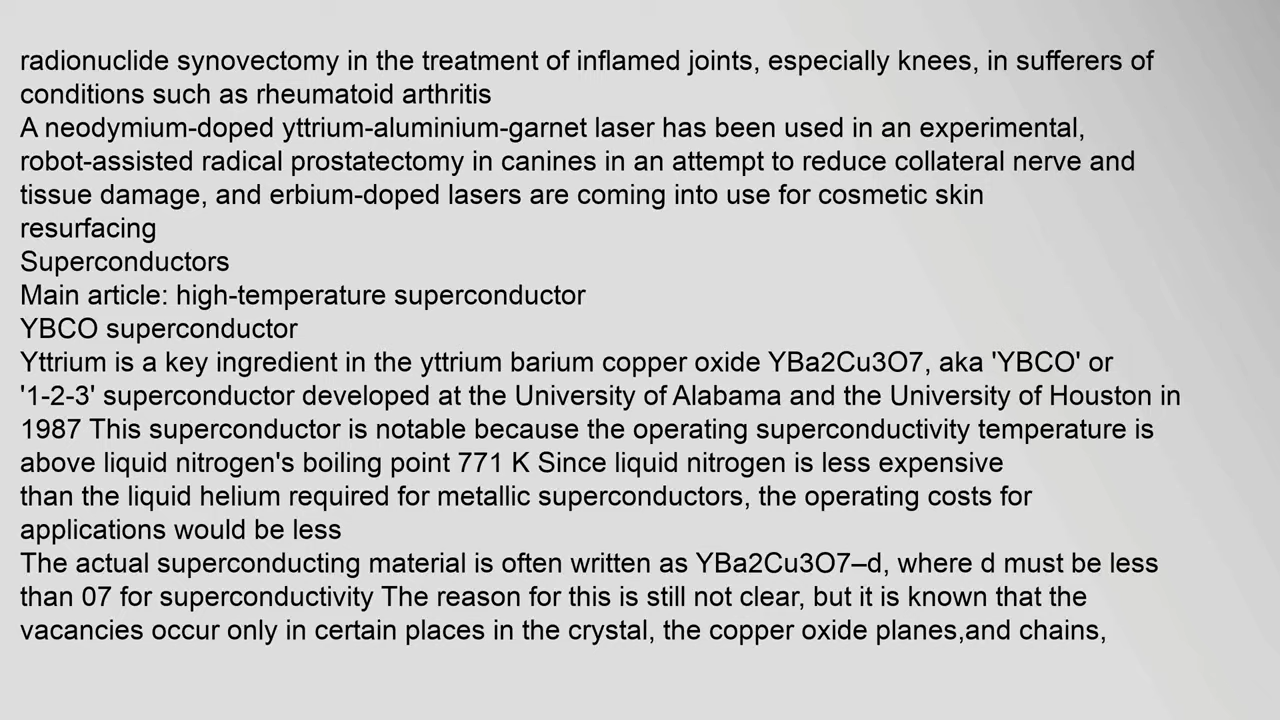 radionuclide synovectomy in the treatment of inflamed joints, especially knees, in sufferers of
conditions such as rheumatoid arthritis
A neodymium-doped yttrium-aluminium-garnet laser has been used in an experimental,
robot-assisted radical prostatectomy in canines in an attempt to reduce collateral nerve and
tissue damage, and erbium-doped lasers are coming into use for cosmetic skin
resurfacing
Superconductors
Main article: high-temperature superconductor
YBCO superconductor
Yttrium is a key ingredient in the yttrium barium copper oxide YBa2Cu3O7, aka 'YBCO' or
'1-2-3' superconductor developed at the University of Alabama and the University of Houston in
1987 This superconductor is notable because the operating superconductivity temperature is
above liquid nitrogen's boiling point 771 K Since liquid nitrogen is less expensive
than the liquid helium required for metallic superconductors, the operating costs for
applications would be less
The actual superconducting material is often written as YBa2Cu3O7–d, where d must be less
than 07 for superconductivity The reason for this is still not clear, but it is known that the
vacancies occur only in certain places in the crystal, the copper oxide planes,and chains,